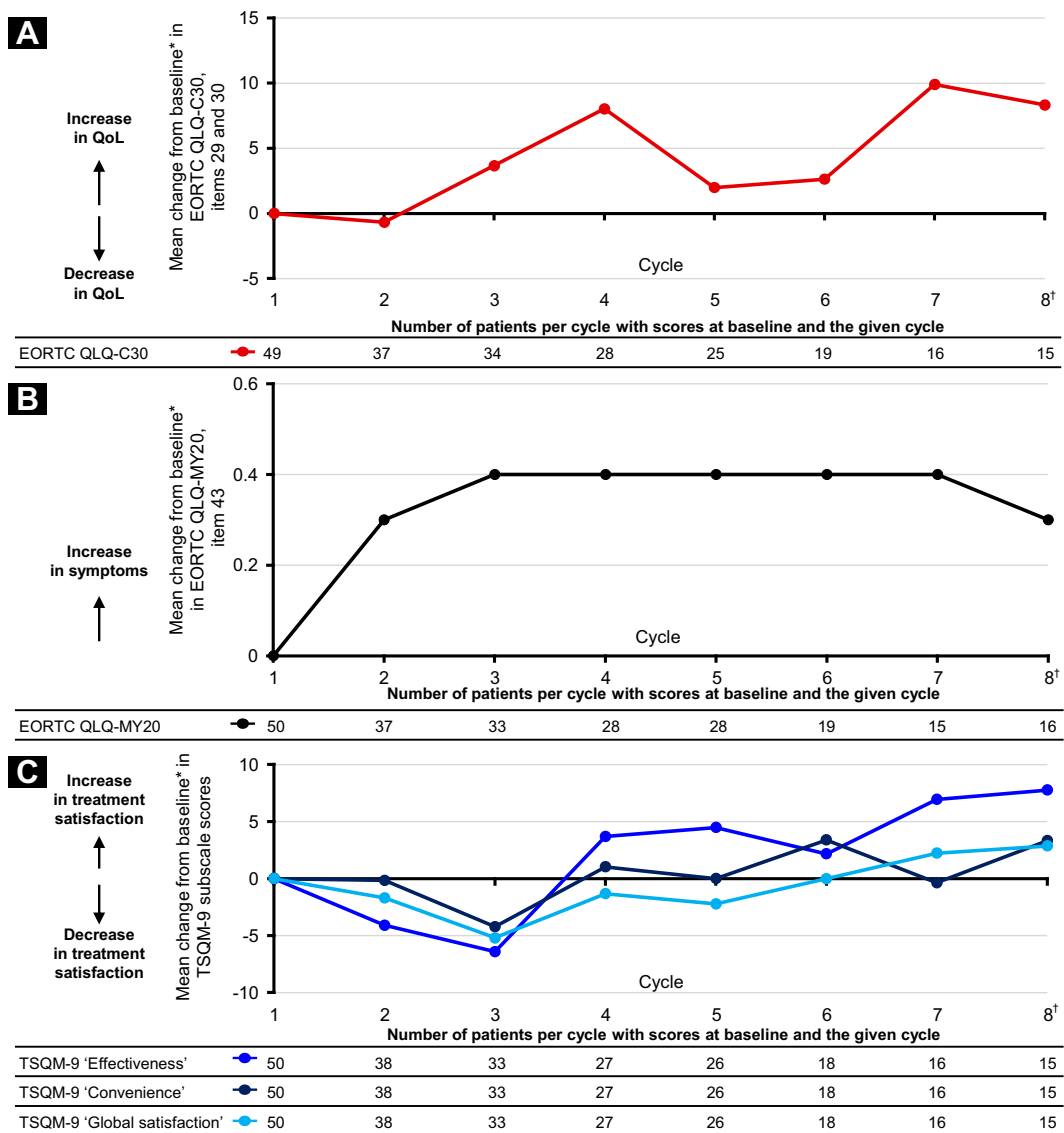 A
Mean change from baseline* in
EORTC QLQ-C30,
items 29 and 30
Increase
in QoL
Decrease
in QoL
15
10
5
0
-5
Cycle
1 2 3 4 5 6 7 8†
Number of patients per cycle with scores at baseline and the given cycle
EORTC QLQ-C30 49 37 34 28 25 19 16 15
B
Mean change from baseline*
in EORTC QLQ-MY20,
item 43
Increase
in symptoms
0.6
0.4
0.2
0
Cycle
1 2 3 4 5 6 7 8†
Number of patients per cycle with scores at baseline and the given cycle
EORTC QLQ-MY20 50 37 33 28 28 19 15 16
C
Increase
in treatment
satisfaction
Decrease
in treatment
satisfaction
Mean change from baseline* in
TSQM-9 subscale scores
10
5
0
-5
-10
Cycle
1 2 3 4 5 6 7 8†
Number of patients per cycle with scores at baseline and the given cycle
TSQM-9 ‘Effectiveness’ 50 38 33 27 26 18 16 15
TSQM-9 ‘Convenience’ 50 38 33 27 26 18 16 15
TSQM-9 ‘Global satisfaction’ 50 38 33 27 26 18 16 15